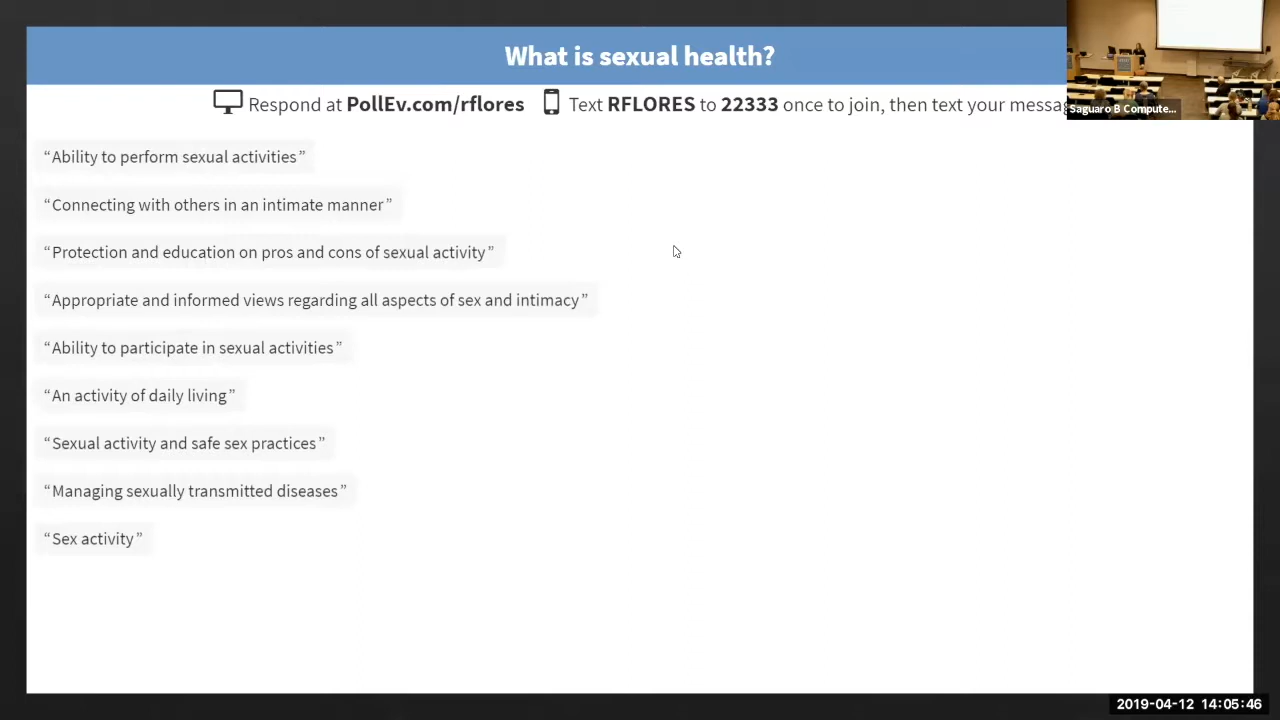 What is sexual health?
Respond at PollEv.com/rflores Text RFLORES to 22333 once to join, then text your
Saguaro B Compute...
“Ability to perform sexual activities”
“Connecting with others in an intimate manner”
“Protection and education on pros and cons of sexual activity”
“Appropriate and informed views regarding all aspects of sex and intimacy”
“Ability to participate in sexual activities”
“An activity of daily living”
“Sexual activity and safe sex practices”
“Managing sexually transmitted diseases”
“Sex activity”
2019-04-12 14:05:46